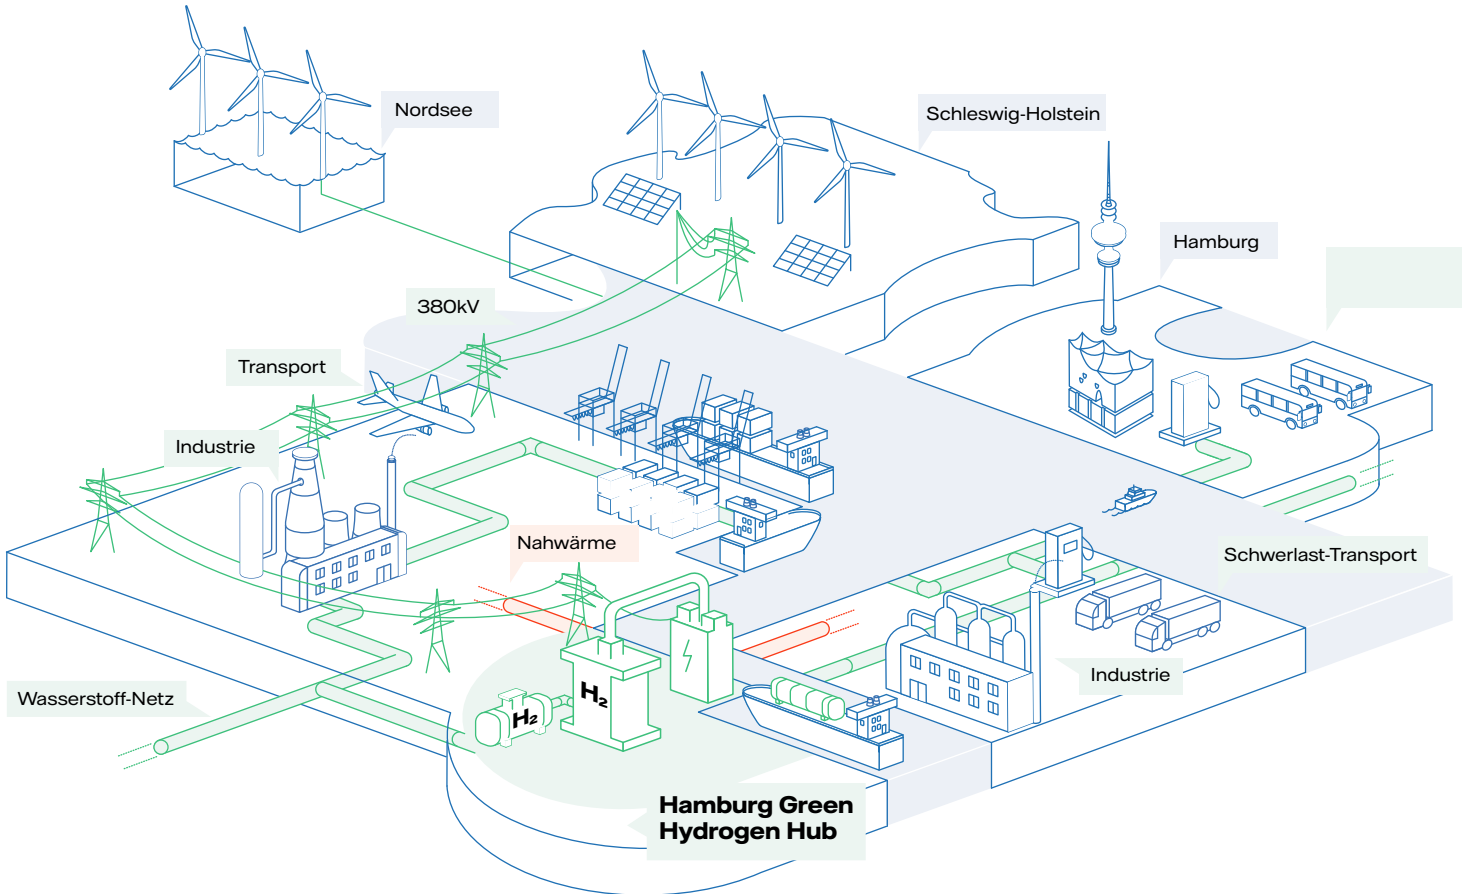 Nordsee
Schleswig-Holstein
Hamburg
380kV
Transport
Industrie
Nahwärme
Schwerlast-Transport
Industrie
Wasserstoff-Netz
H₂
H₂
Hamburg Green
Hydrogen Hub